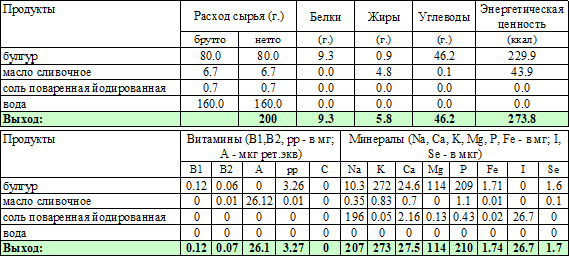 Продукты Расход сырья (г.) Белки Жиры Углеводы Энергетическая ценность
брутто нетто (г.) (г.) (г.) (ккал)
булгур 80.0 80.0 9.3 0.9 46.2 229.9
масло сливочное 6.7 6.7 0.0 4.8 0.1 43.9
соль поваренная йодированная 0.7 0.7 0.0 0.0 0.0 0.0
вода 160.0 160.0 0.0 0.0 0.0 0.0
Выход: 200 9.3 5.8 46.2 273.8
Продукты Витамины (B1,B2, pp - в мг; A - мкг рет.экв) Минералы (Na, Ca, K, Mg, P, Fe - в мг; I, Se - в мкг)
B1 B2 A pp C Na K Ca Mg P Fe I Se
булгур 0.12 0.06 0 3.26 0 10.3 272 24.6 114 209 1.71 0 1.6
масло сливочное 0 0.01 26.12 0.01 0 0.35 0.83 0.7 0 1.1 0.01 0 0.1
соль поваренная йодированная 0 0 0 0 0 196 0.05 2.16 0.13 0.43 0.02 26.7 0
вода 0 0 0 0 0 0 0 0 0 0 0 0 0
Выход: 0.12 0.07 26.1 3.27 0 207 273 27.5 114 210 1.74 26.7 1.7